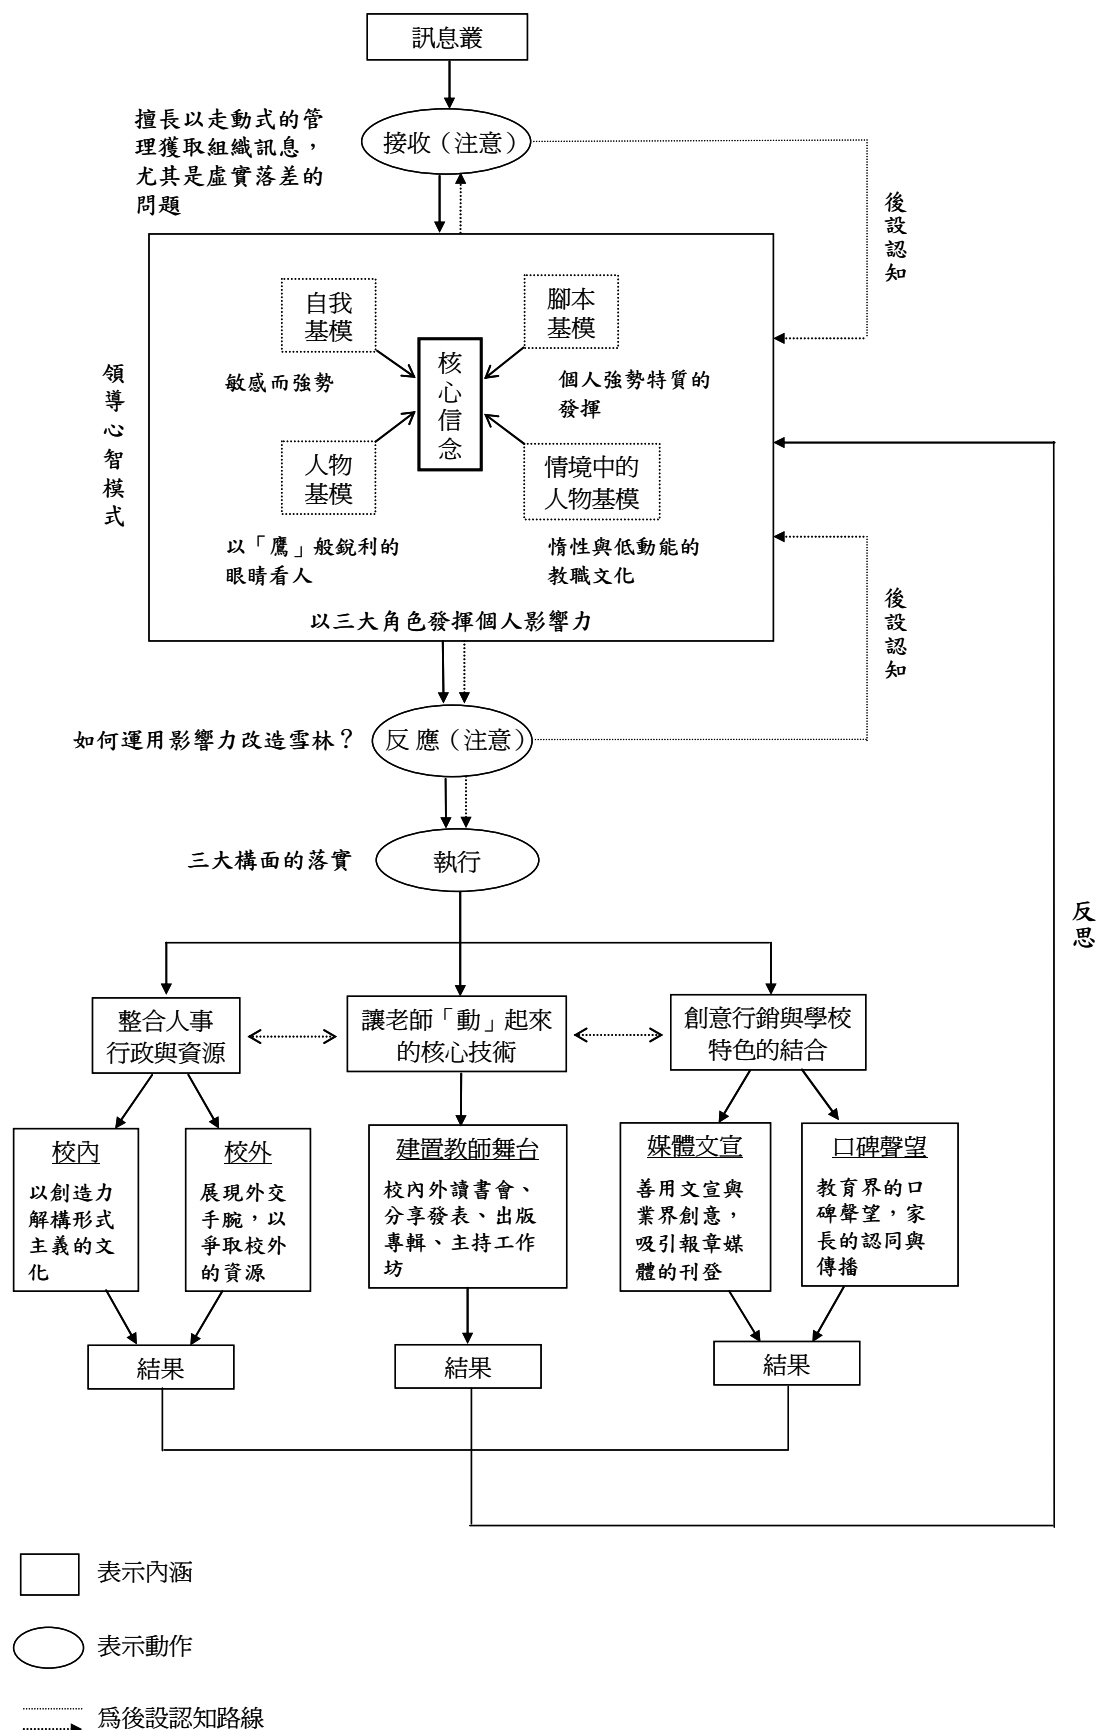 訊息叢
擅長以走動式的管
理獲取組織訊息，
尤其是虛實落差的
問題
接收（注意）
後設認知
領導心智模式
自我
基模
敏感而強勢
腳本
基模
個人強勢特質的
發揮
核心信念
人物
基模
以「鷹」般銳利的
眼睛看人
情境中的
人物基模
惰性與低動能的
教職文化
以三大角色發揮個人影響力
後設認知
如何運用影響力改造雪林？
反應（注意）
三大構面的落實
執行
反思
整合人事
行政與資源
讓老師「動」起來
的核心技術
創意行銷與學校
特色的結合
校內
以創造力
解構形式
主義的文
化
校外
展現外交
手腕，以
爭取校外
的資源
建置教師舞台
校內外讀書會、
分享發表、出版
專輯、主持工作
坊
媒體文宣
善用文宣與
業界創意，
吸引報章媒
體的刊登
口碑聲望
教育界的口
碑聲望，家
長的認同與
傳播
結果
結果
結果
表示內涵
表示動作
為後設認知路線